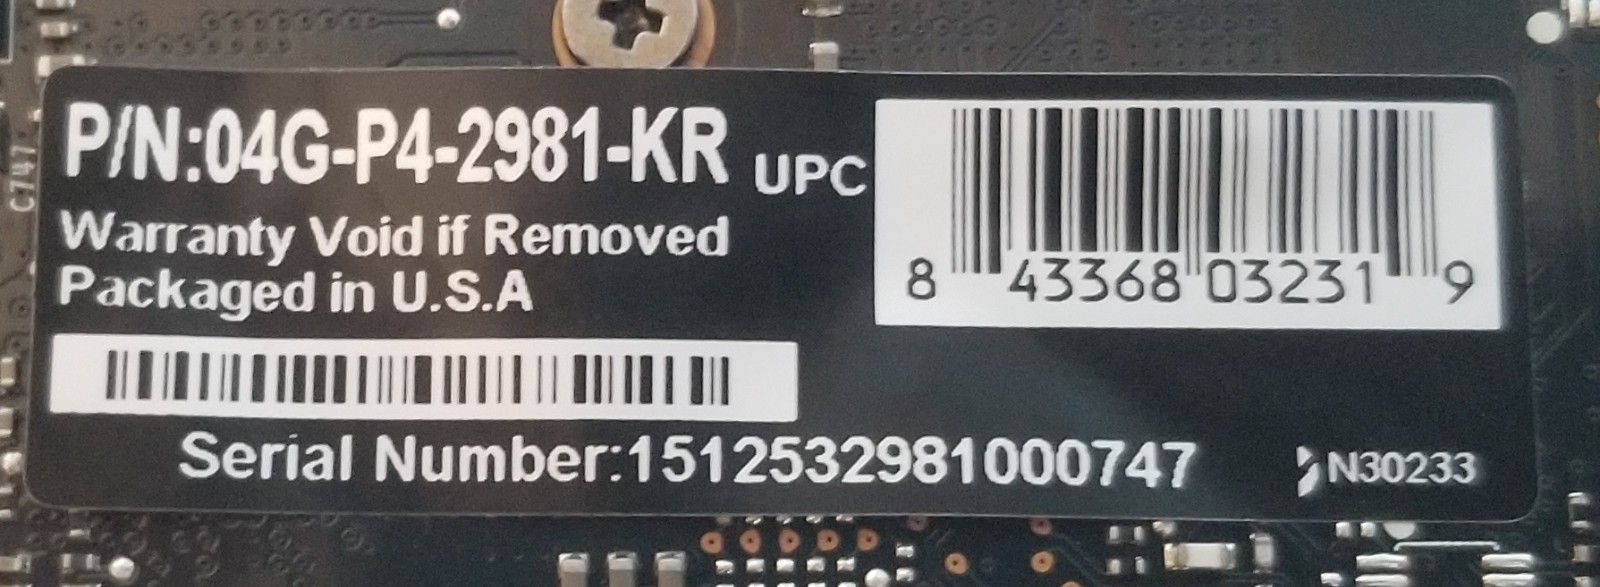 P/N:04G-P4-2981-KR
UPC
8 43368 03231 9
Warranty Void if Removed
Packaged in U.S.A
Serial Number:1512532981000747
N30233
C747